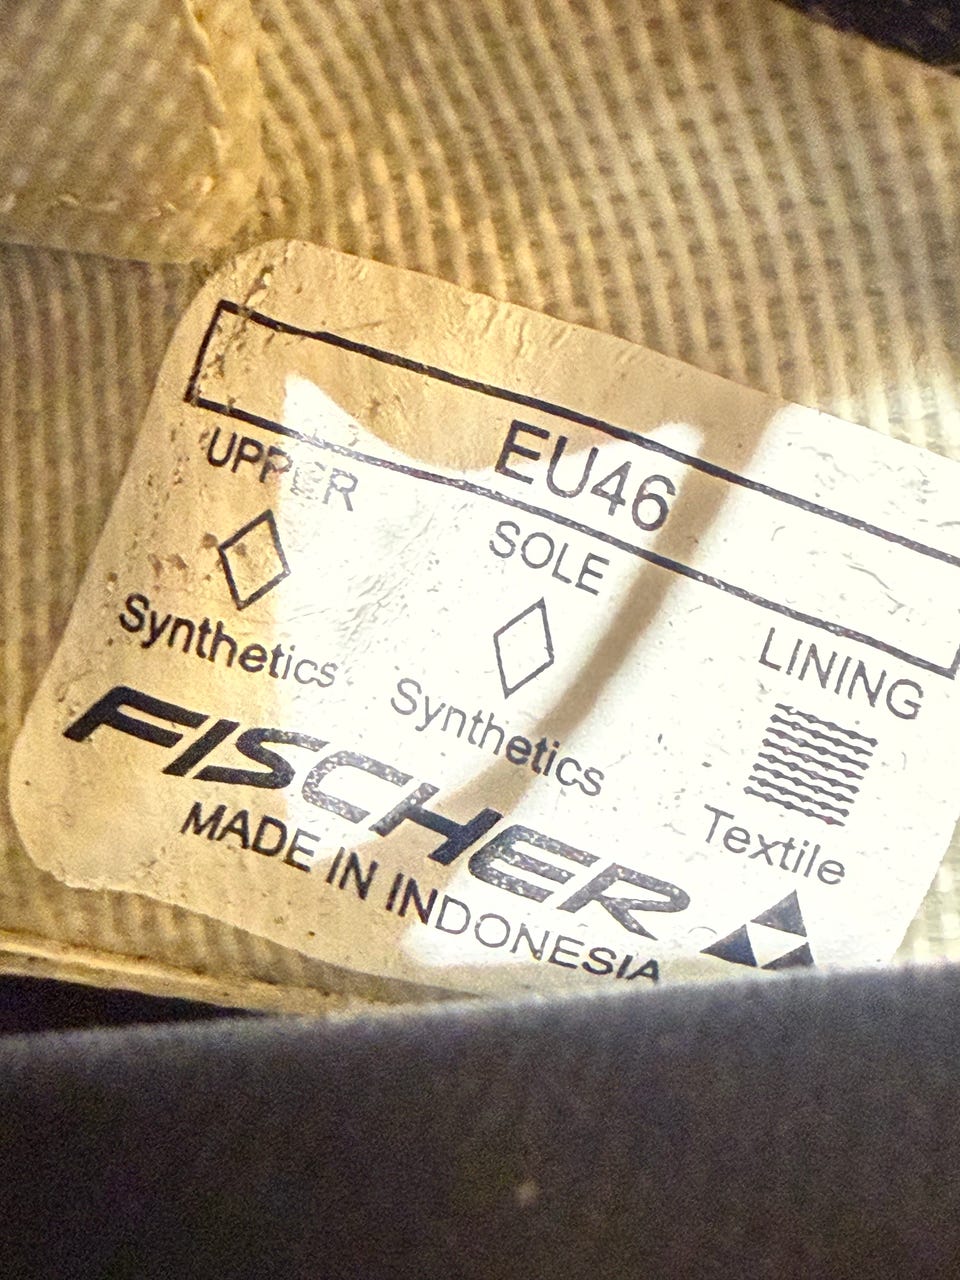 EU46
UPPER SOLE LINING
Synthetics Synthetics Textile
FISCHER
MADE IN INDONESIA